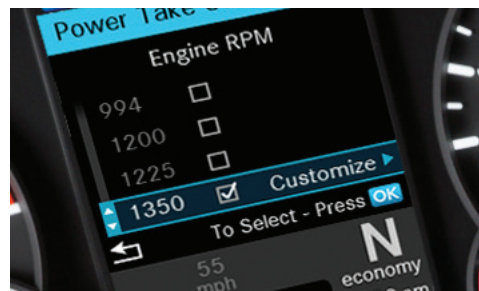 Power Take
Engine RPM
994
1200
1225
1350 Customize
To Select - Press OK
55
mph
N
economy